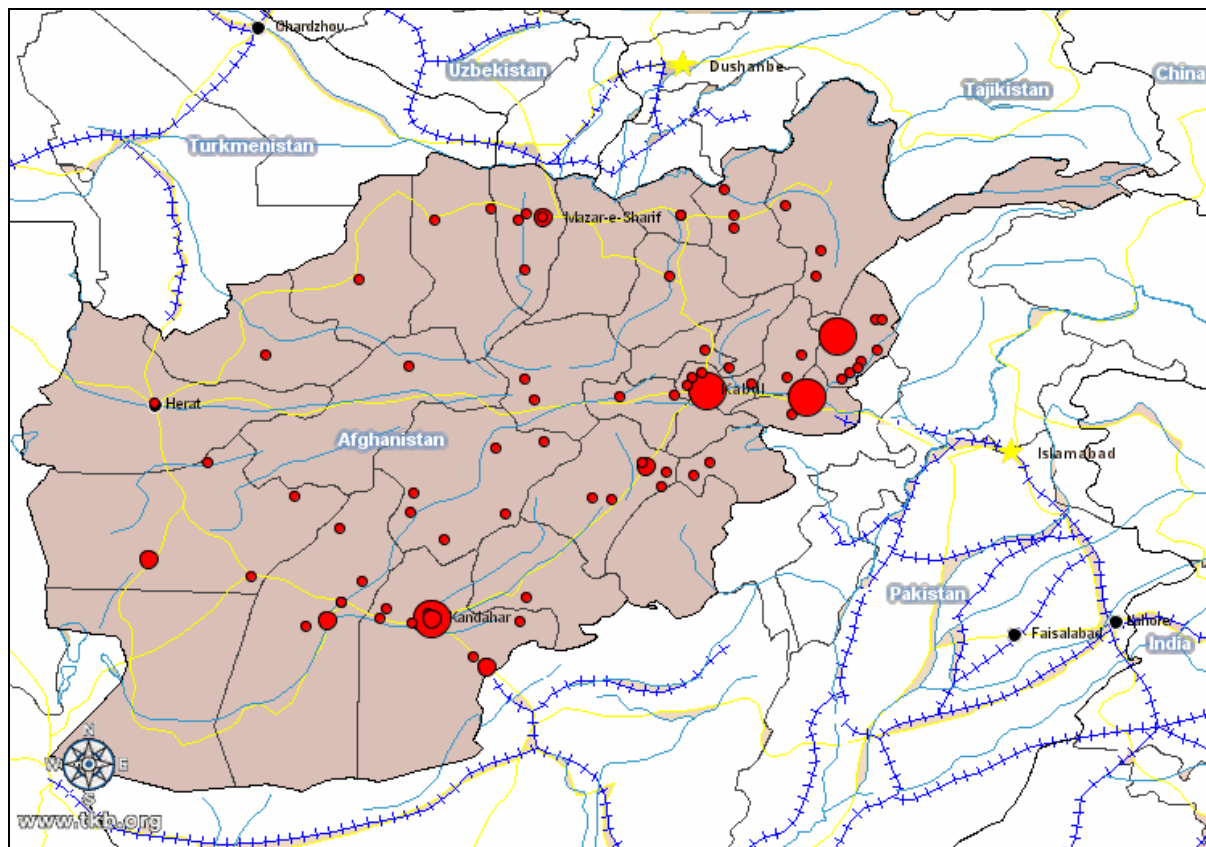 Chardzhou
Uzbekistan
Dushanbe
China
Tajikistan
Turkmenistan
Mazar-e-Sharif
Kabul
Herat
Afghanistan
Islamabad
Pakistan
Kandahar
Faisalabad
Lahore
India
N
W E
S
www.tkb.org